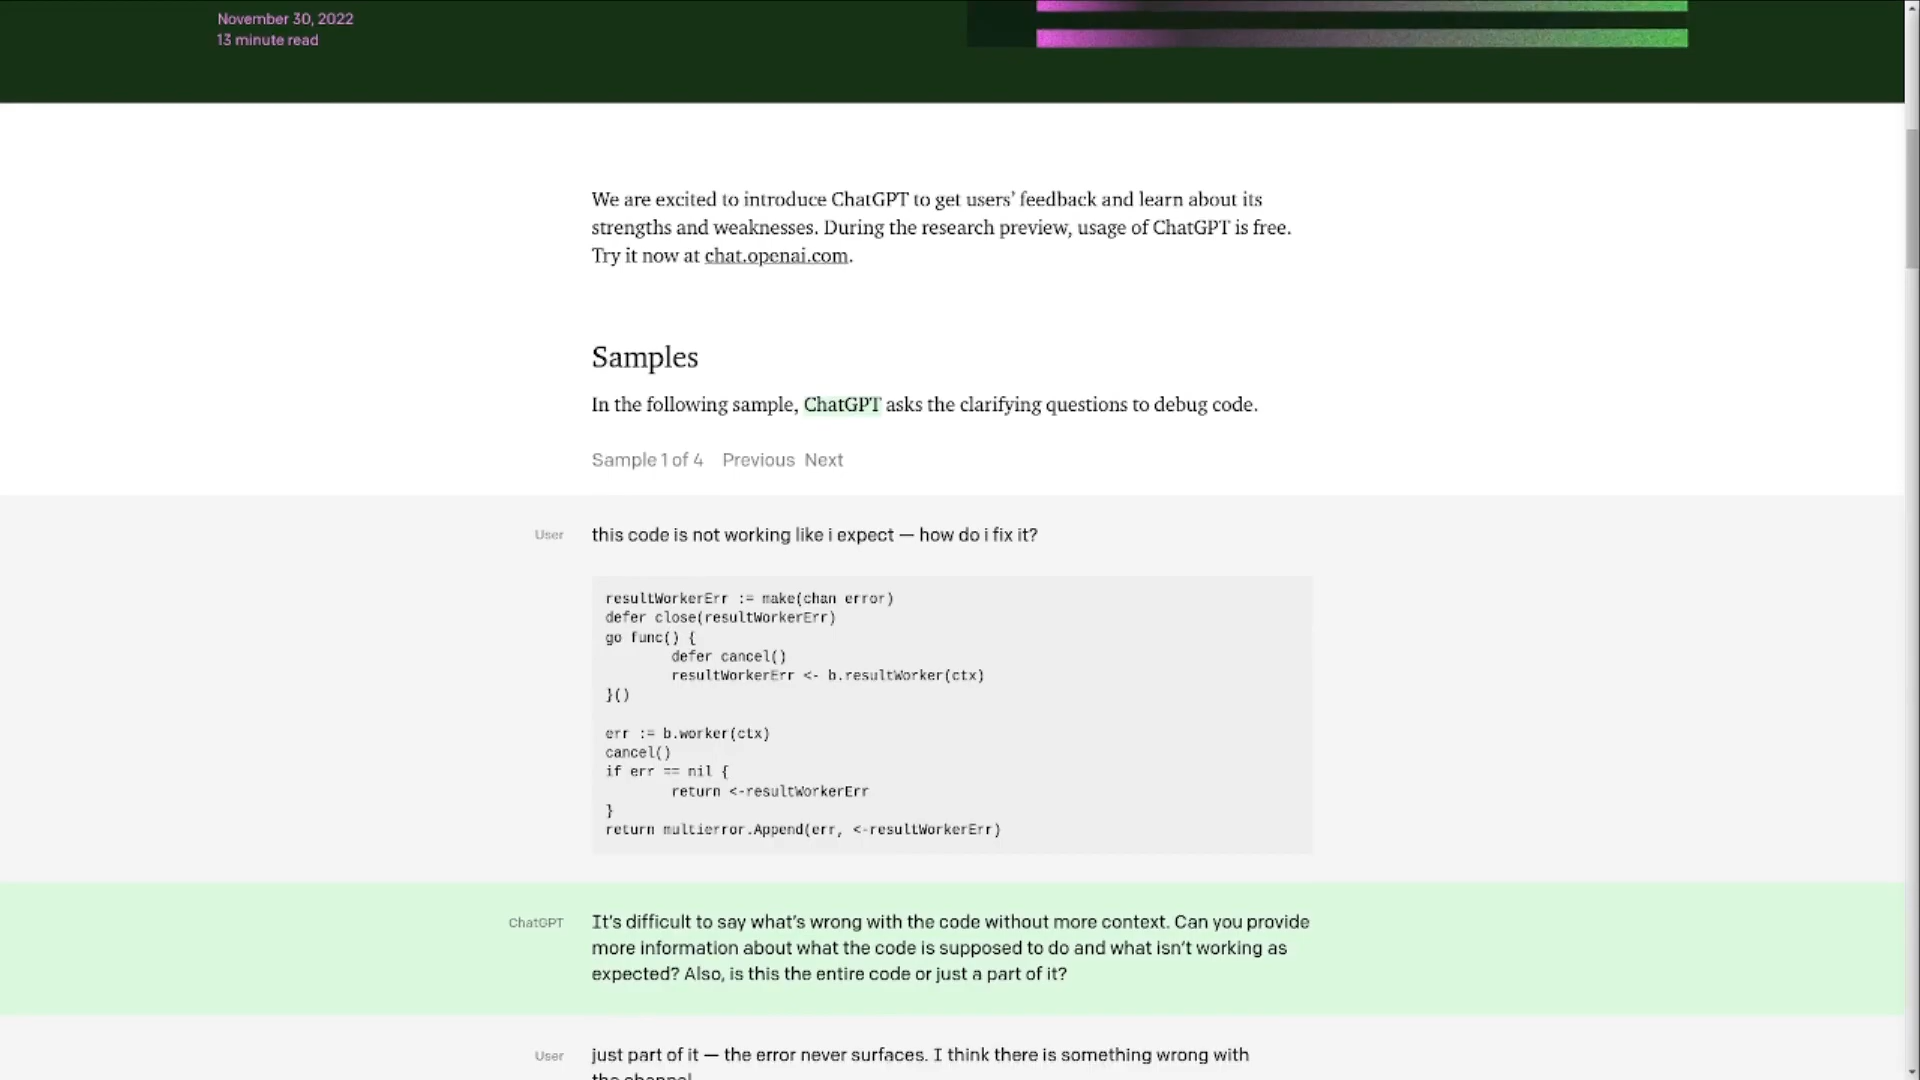 November 30, 2022
13 minute read
We are excited to introduce ChatGPT to get users’ feedback and learn about its
strengths and weaknesses. During the research preview, usage of ChatGPT is free.
Try it now at chat.openai.com.
Samples
In the following sample, ChatGPT asks the clarifying questions to debug code.
Sample 1 of 4 Previous Next
User this code is not working like i expect — how do i fix it?
resultWorkerErr := make(chan error)
defer close(resultWorkerErr)
go func() {
        defer cancel()
        resultWorkerErr <- b.resultWorker(ctx)
}()
err := b.worker(ctx)
cancel()
if err == nil {
        return <-resultWorkerErr
}
return multierror.Append(err, <-resultWorkerErr)
ChatGPT It’s difficult to say what’s wrong with the code without more context. Can you provide
more information about what the code is supposed to do and what isn’t working as
expected? Also, is this the entire code or just a part of it?
User just part of it — the error never surfaces. I think there is something wrong with
the channel